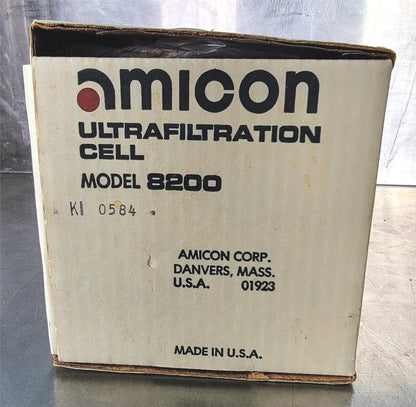 amicon
ULTRAFILTRATION
CELL
MODEL 8200
KI 0584
AMICON CORP.
DANVERS, MASS.
U.S.A. 01923
MADE IN U.S.A.